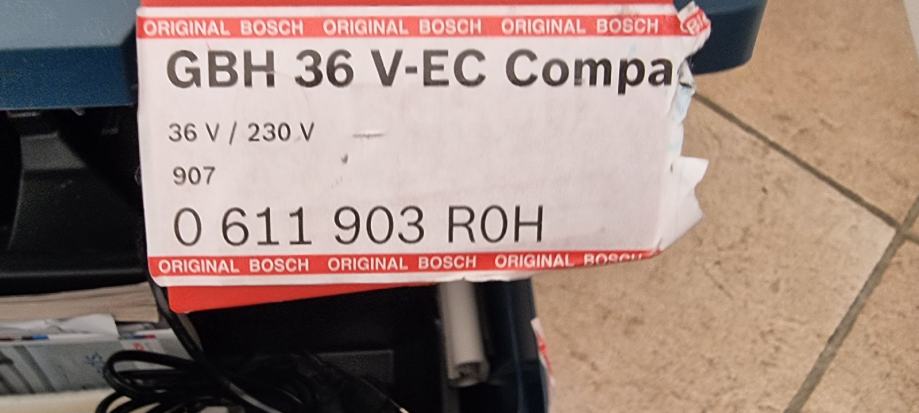 ORIGINAL BOSCH ORIGINAL BOSCH ORIGINAL BOSCH
GBH 36 V-EC Compa
36 V / 230 V
907
0 611 903 R0H
ORIGINAL BOSCH ORIGINAL BOSCH ORIGINAL BOSCH